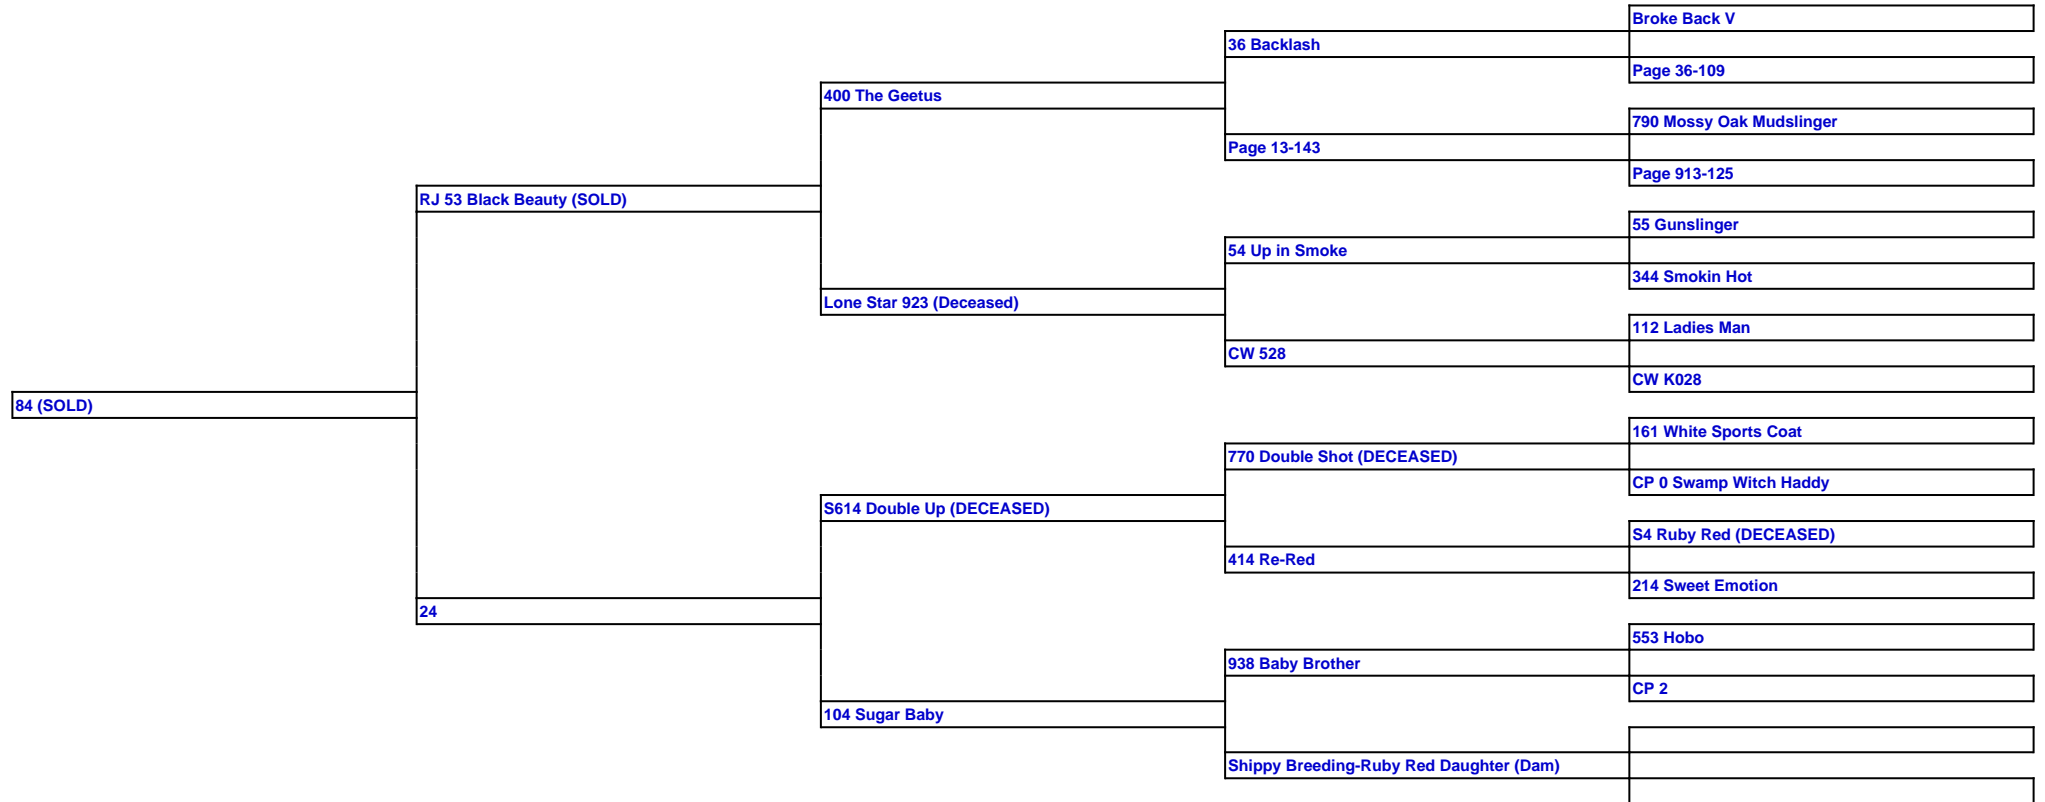 Broke Back V
36 Backlash
Page 36-109
400 The Geetus
790 Mossy Oak Mudslinger
Page 13-143
Page 913-125
RJ 53 Black Beauty (SOLD)
55 Gunslinger
54 Up in Smoke
344 Smokin Hot
Lone Star 923 (Deceased)
112 Ladies Man
CW 528
CW K028
84 (SOLD)
161 White Sports Coat
770 Double Shot (DECEASED)
CP 0 Swamp Witch Haddy
S614 Double Up (DECEASED)
S4 Ruby Red (DECEASED)
414 Re-Red
214 Sweet Emotion
24
553 Hobo
938 Baby Brother
CP 2
104 Sugar Baby
Shippy Breeding-Ruby Red Daughter (Dam)